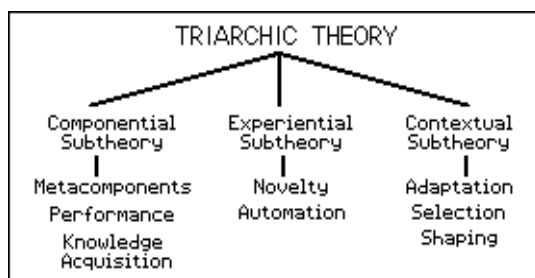 TRIARCHIC THEORY
Componential
Subtheory
Metacomponents
Performance
Knowledge
Acquisition
Experiential
Subtheory
Novelty
Automation
Contextual
Subtheory
Adaptation
Selection
Shaping